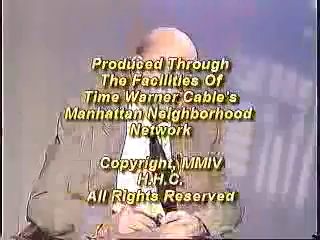 Produced Through
The Facilities Of
Time Warner Cable's
Manhattan Neighborhood
Network
Copyright, MMIV
H.H.C.
All Rights Reserved